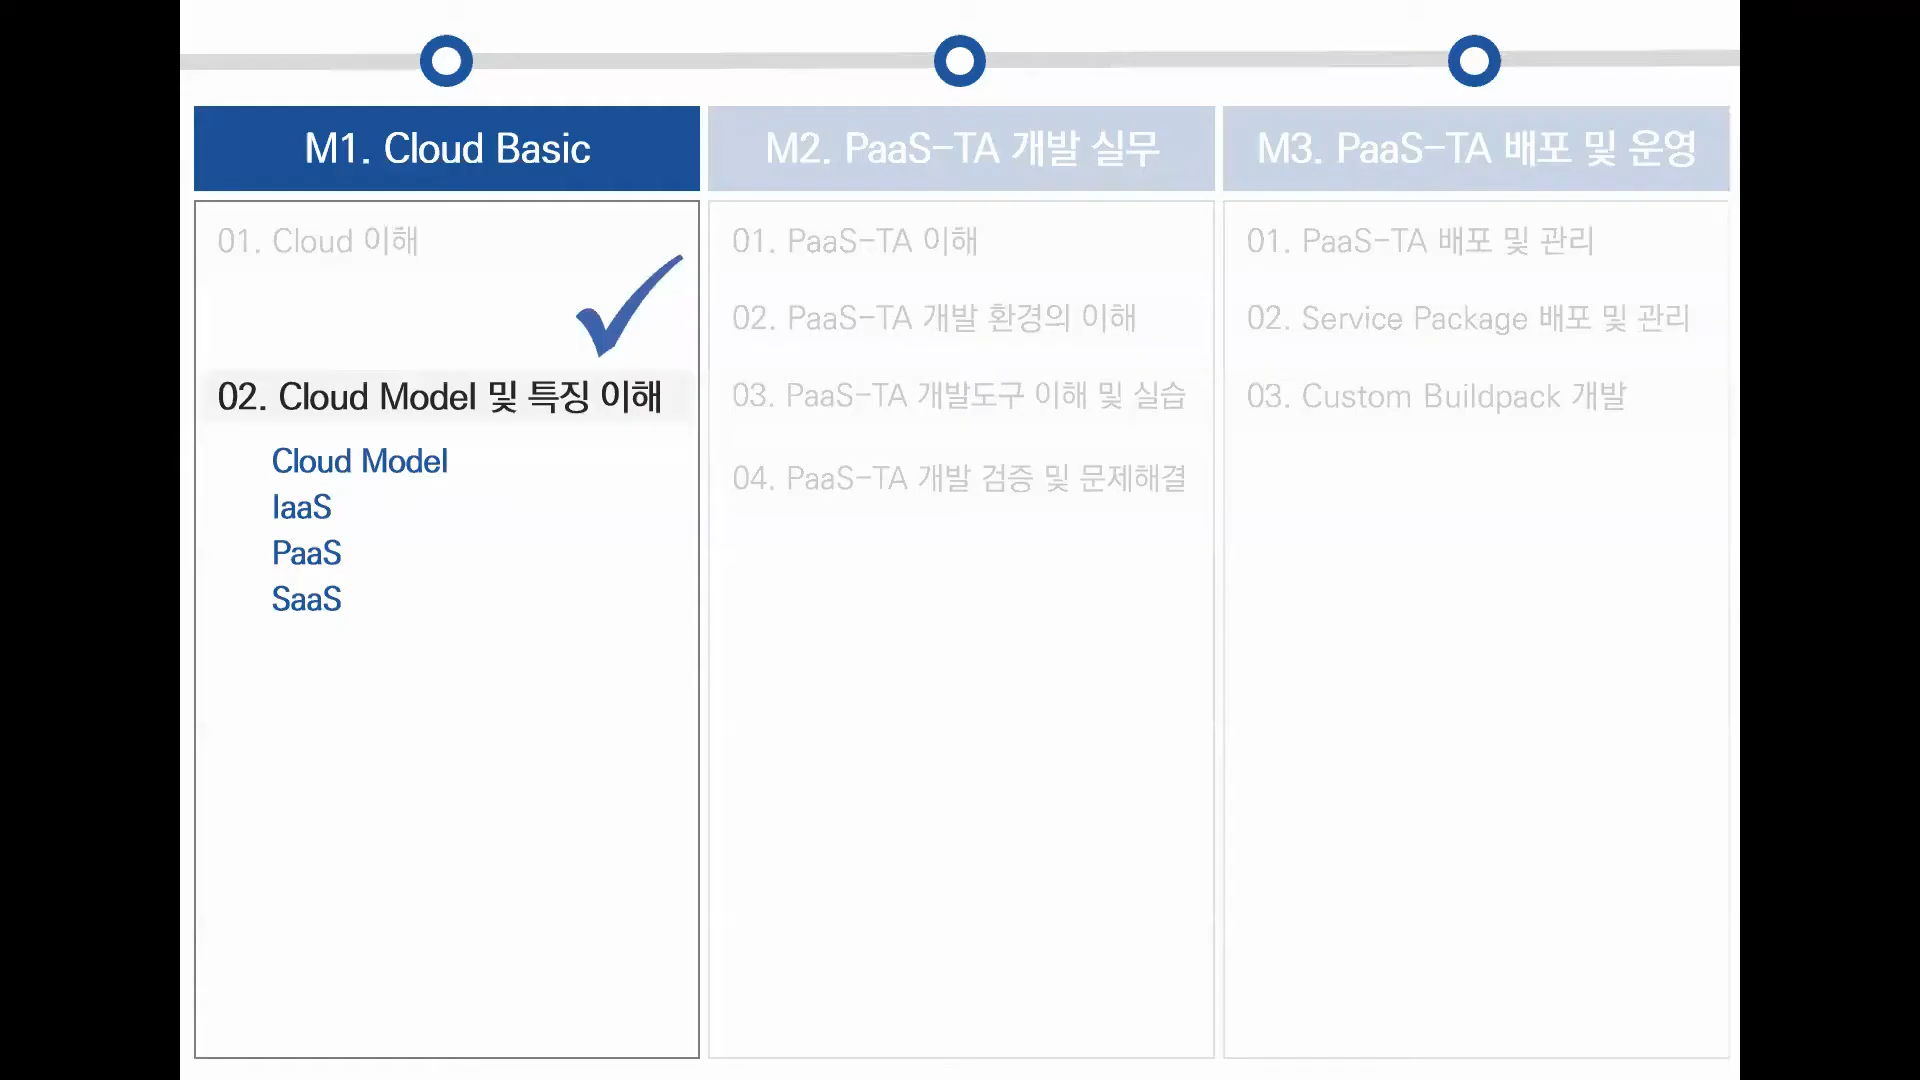 M1. Cloud Basic
01. Cloud 이해
02. Cloud Model 및 특징 이해
Cloud Model
IaaS
PaaS
SaaS
M2. PaaS-TA 개발 실무
01. PaaS-TA 이해
02. PaaS-TA 개발 환경의 이해
03. PaaS-TA 개발도구 이해 및 실습
04. PaaS-TA 개발 검증 및 문제해결
M3. PaaS-TA 배포 및 운영
01. PaaS-TA 배포 및 관리
02. Service Package 배포 및 관리
03. Custom Buildpack 개발